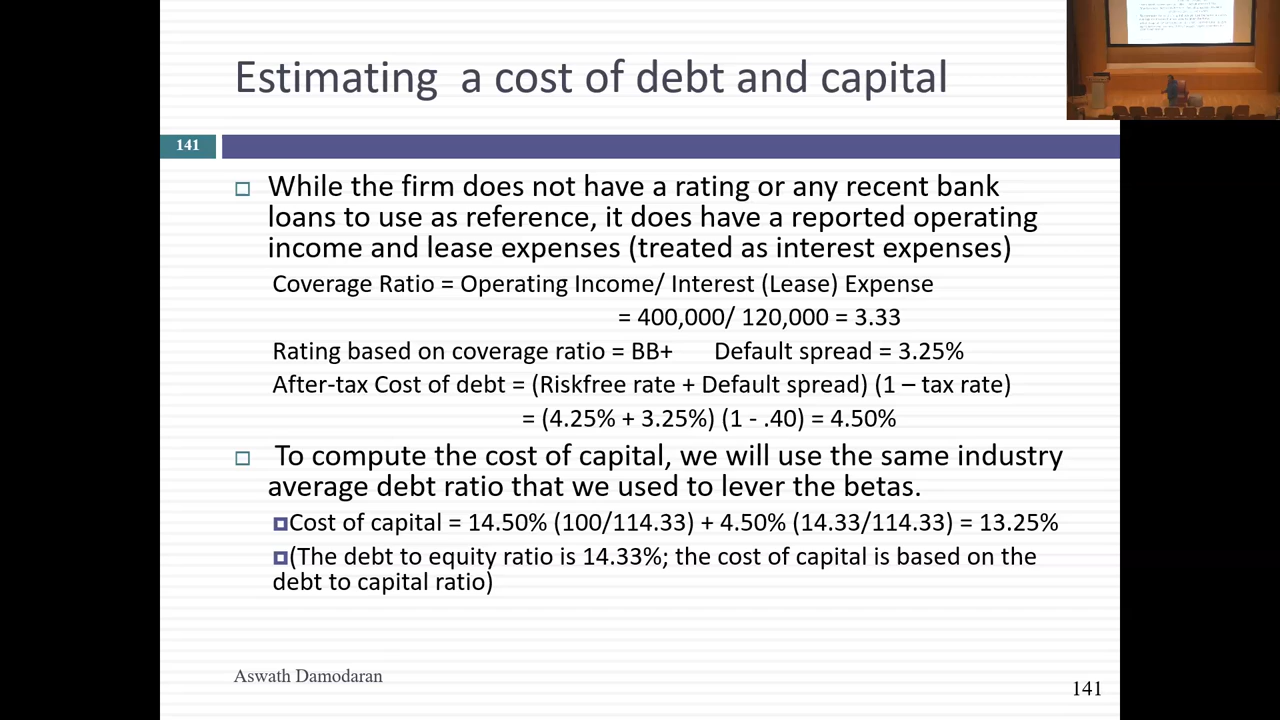 Estimating a cost of debt and capital
141
While the firm does not have a rating or any recent bank
loans to use as reference, it does have a reported operating
income and lease expenses (treated as interest expenses)
Coverage Ratio = Operating Income/ Interest (Lease) Expense
= 400,000/ 120,000 = 3.33
Rating based on coverage ratio = BB+ Default spread = 3.25%
After-tax Cost of debt = (Riskfree rate + Default spread) (1 – tax rate)
= (4.25% + 3.25%) (1 - .40) = 4.50%
To compute the cost of capital, we will use the same industry
average debt ratio that we used to lever the betas.
Cost of capital = 14.50% (100/114.33) + 4.50% (14.33/114.33) = 13.25%
(The debt to equity ratio is 14.33%; the cost of capital is based on the
debt to capital ratio)
Aswath Damodaran
141